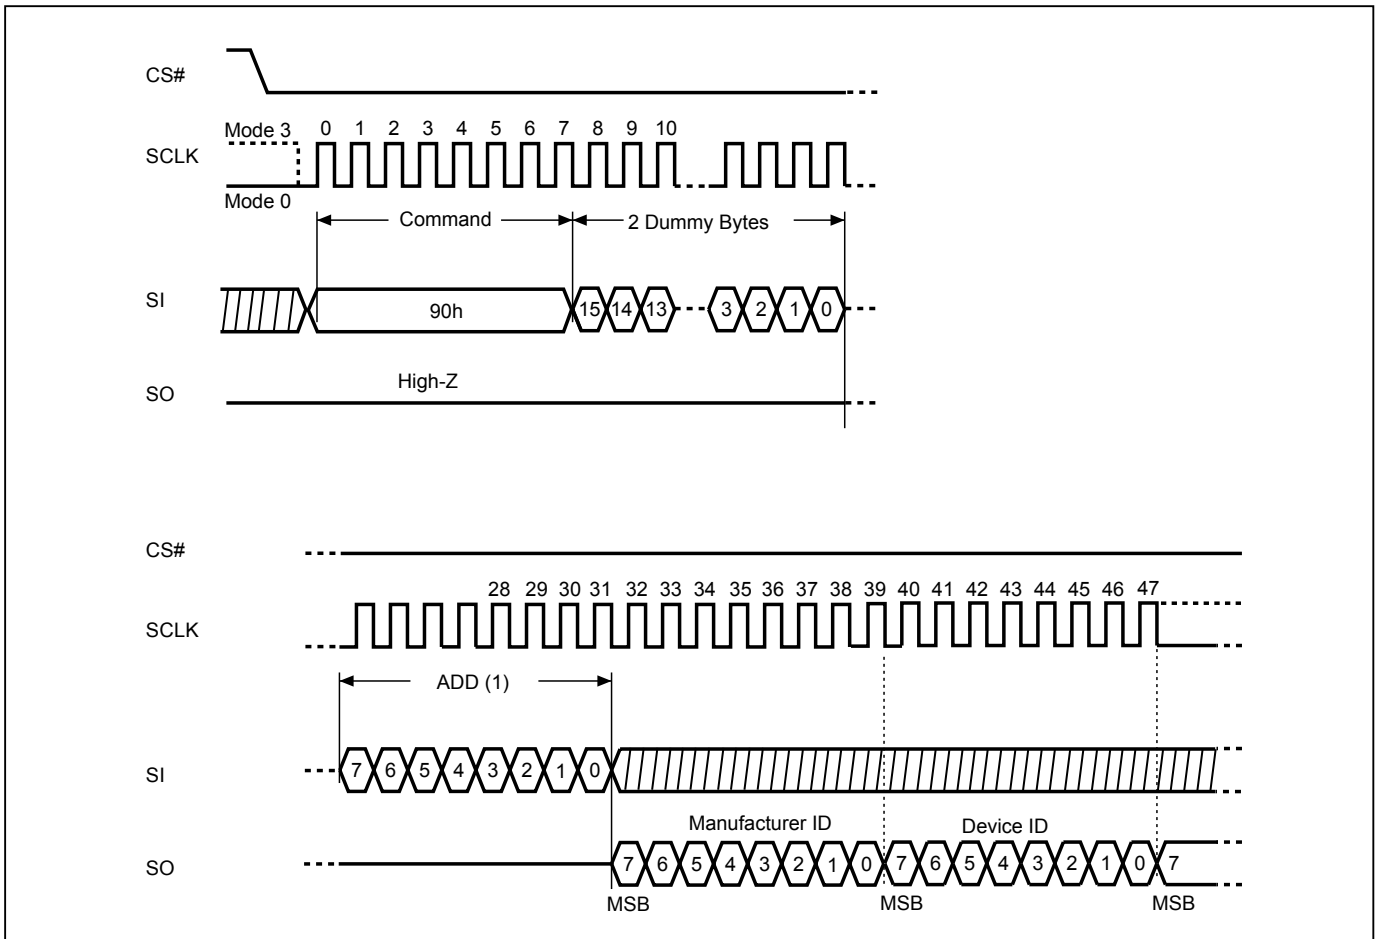 CS#
Mode 3 0 1 2 3 4 5 6 7 8 9 10
SCLK
Mode 0
Command 2 Dummy Bytes
SI 90h 15 14 13 3 2 1 0
High-Z
SO
CS#
28 29 30 31 32 33 34 35 36 37 38 39 40 41 42 43 44 45 46 47
SCLK
ADD (1)
SI 7 6 5 4 3 2 1 0
Manufacturer ID Device ID
SO 7 6 5 4 3 2 1 0 7 6 5 4 3 2 1 0 7
MSB MSB MSB